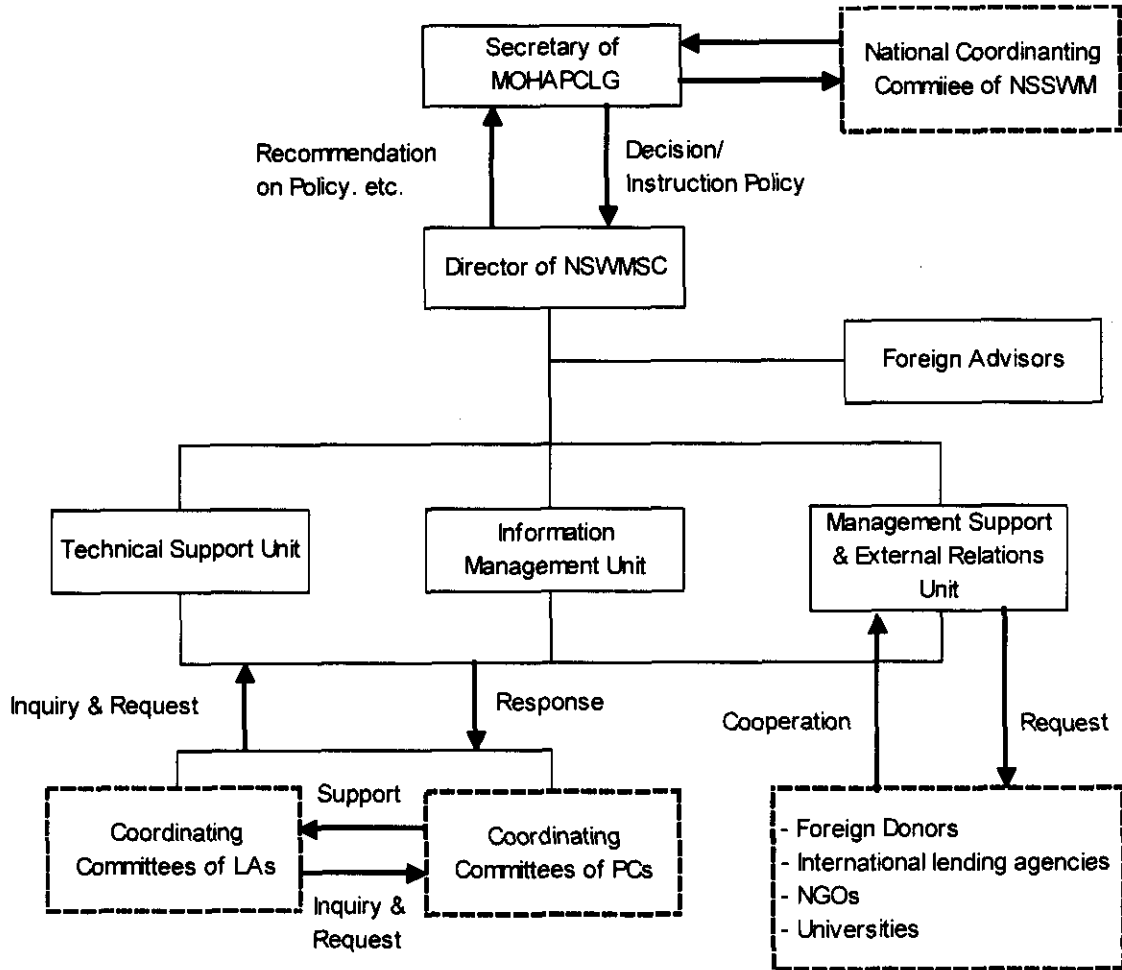 Secretary of
MOHAPCLG
National Coordinanting
Commiiee of NSSWM
Recommendation
on Policy. etc.
Decision/
Instruction Policy
Director of NSWMSC
Foreign Advisors
Technical Support Unit
Information
Management Unit
Management Support
& External Relations
Unit
Inquiry & Request
Response
Cooperation
Request
Coordinating
Committees of LAs
Support
Inquiry &
Request
Coordinating
Committees of PCs
- Foreign Donors
- International lending agencies
- NGOs
- Universities